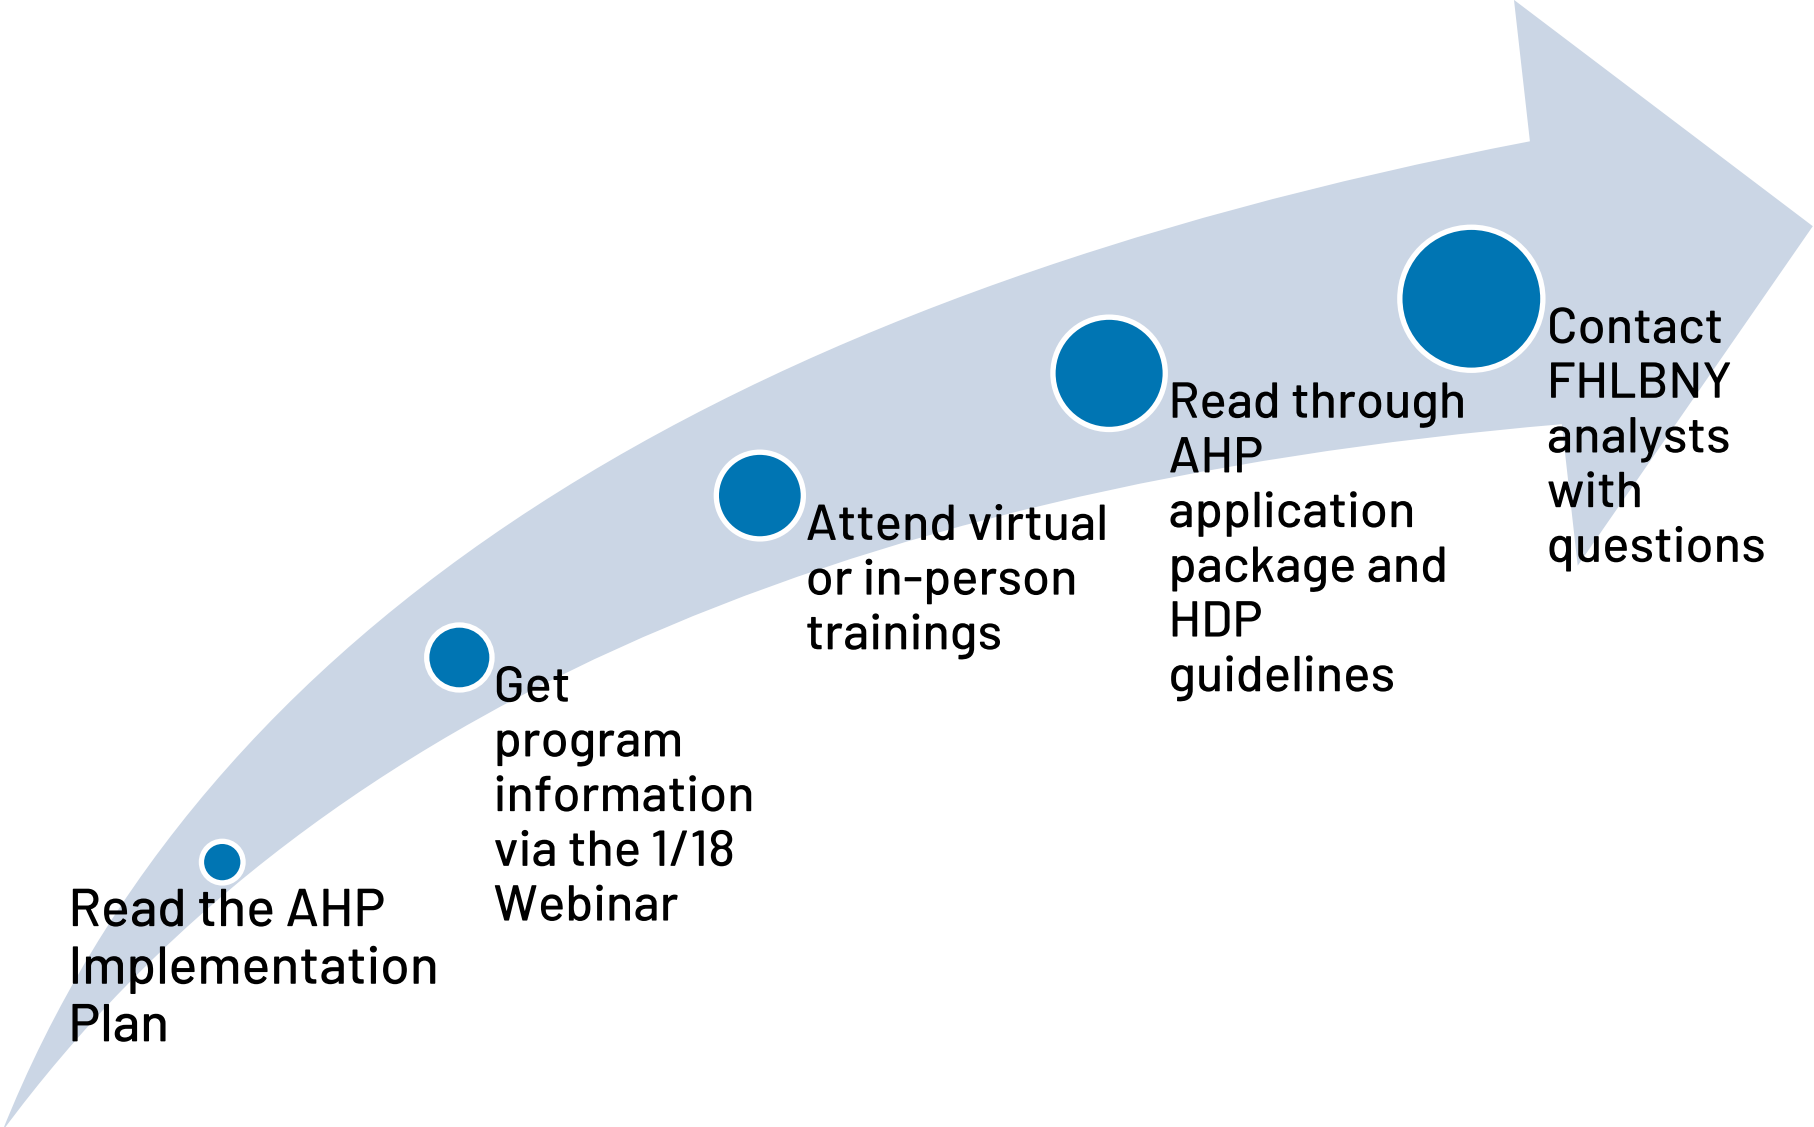 Read the AHP
Implementation
Plan
Get
program
information
via the 1/18
Webinar
Attend virtual
or in-person
trainings
Read through
AHP
application
package and
HDP
guidelines
Contact
FHLBNY
analysts
with
questions